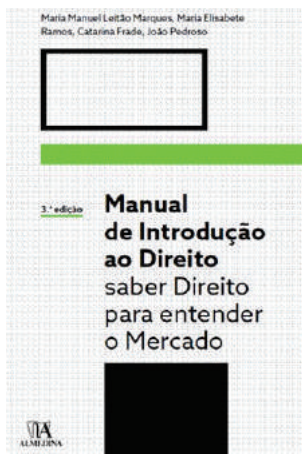 Maria Manuel Leitão Marques, Maria Elisabete
Ramos, Catarina Frade, João Pedroso
3.ª edição
Manual
de Introdução
ao Direito
saber Direito
para entender
o Mercado
ALMEDINA